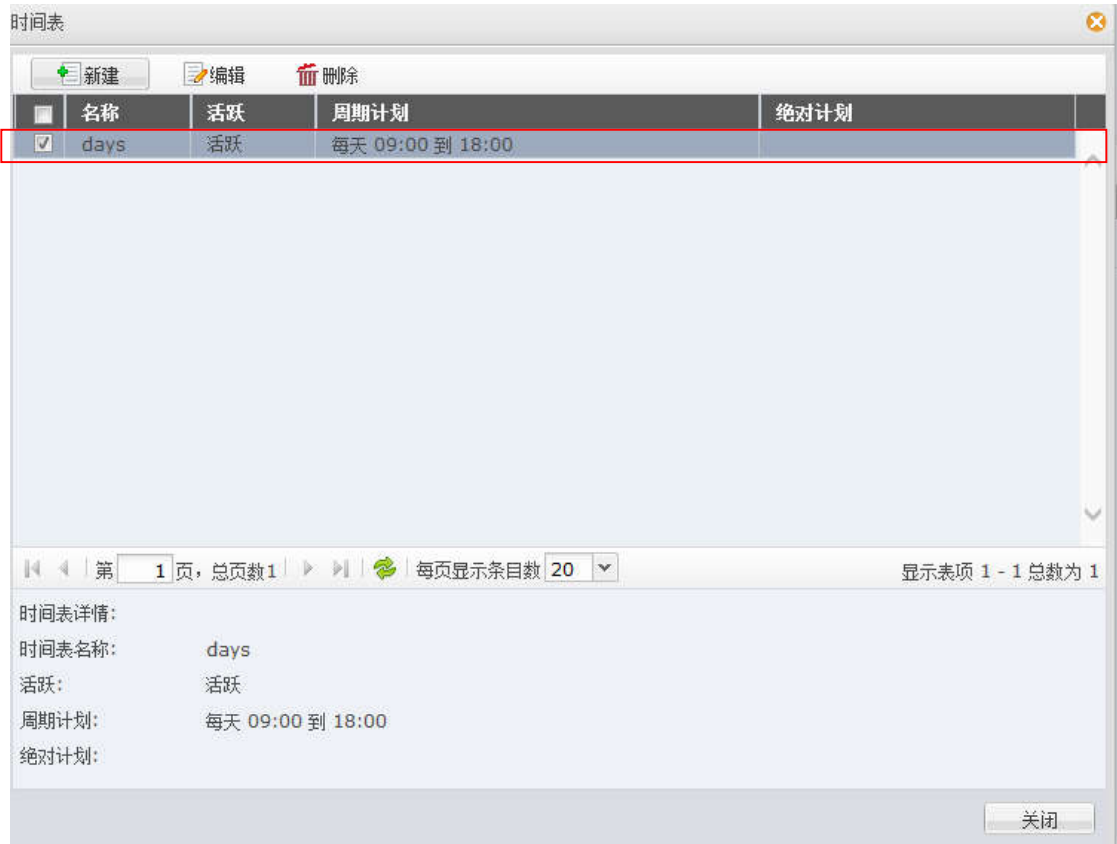 时间表
新建 编辑 删除
名称 活跃 周期计划 绝对计划
days 活跃 每天 09:00 到 18:00
第 1 页，总页数1 每页显示条目数 20 显示表项 1 - 1 总数为 1
时间表详情:
时间表名称: days
活跃: 活跃
周期计划: 每天 09:00 到 18:00
绝对计划:
关闭